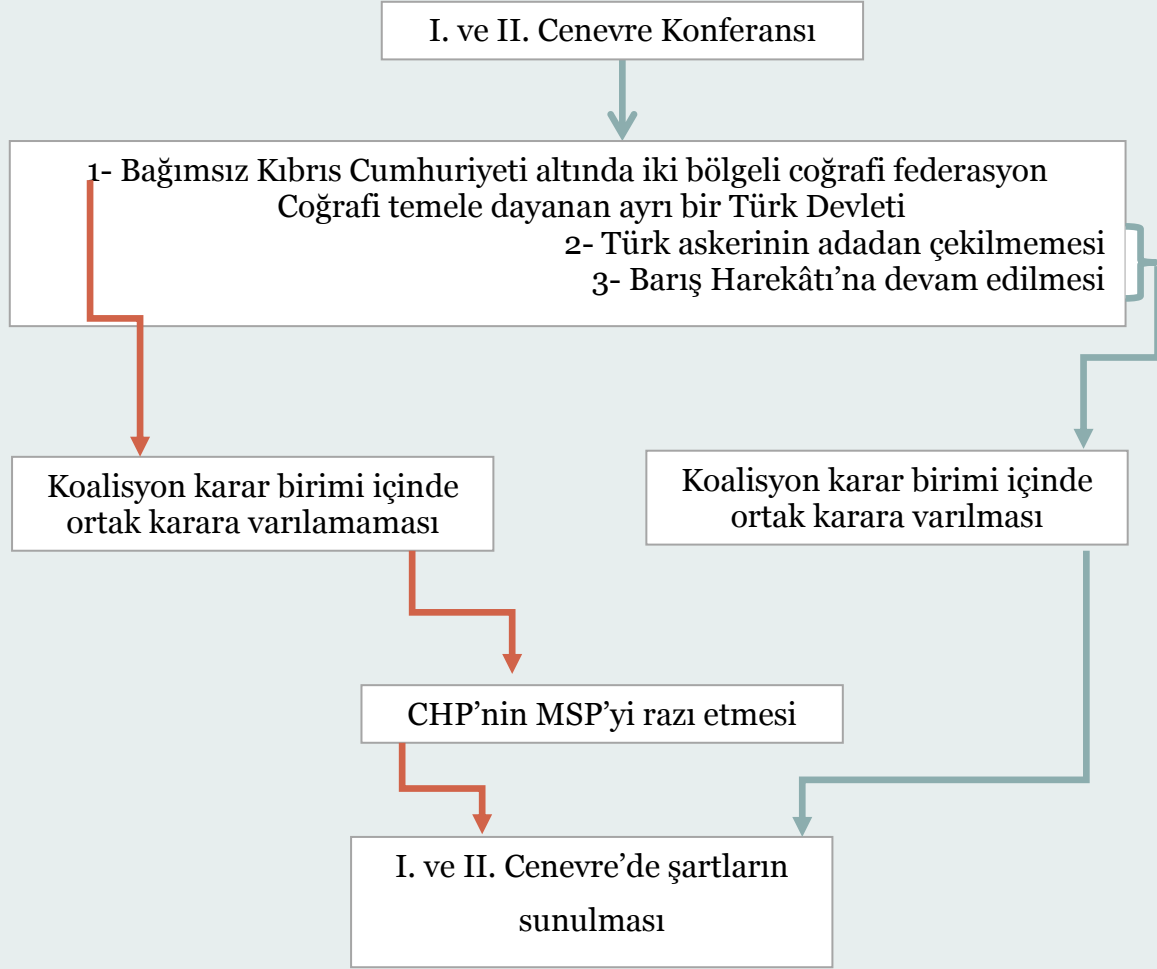 I. ve II. Cenevre Konferansı
1- Bağımsız Kıbrıs Cumhuriyeti altında iki bölgeli coğrafi federasyon
Coğrafi temele dayanan ayrı bir Türk Devleti
2- Türk askerinin adadan çekilmemesi
3- Barış Harekâtı’na devam edilmesi
Koalisyon karar birimi içinde
ortak karara varılamaması
Koalisyon karar birimi içinde
ortak karara varılması
CHP’nin MSP’yi razı etmesi
I. ve II. Cenevre’de şartların
sunulması